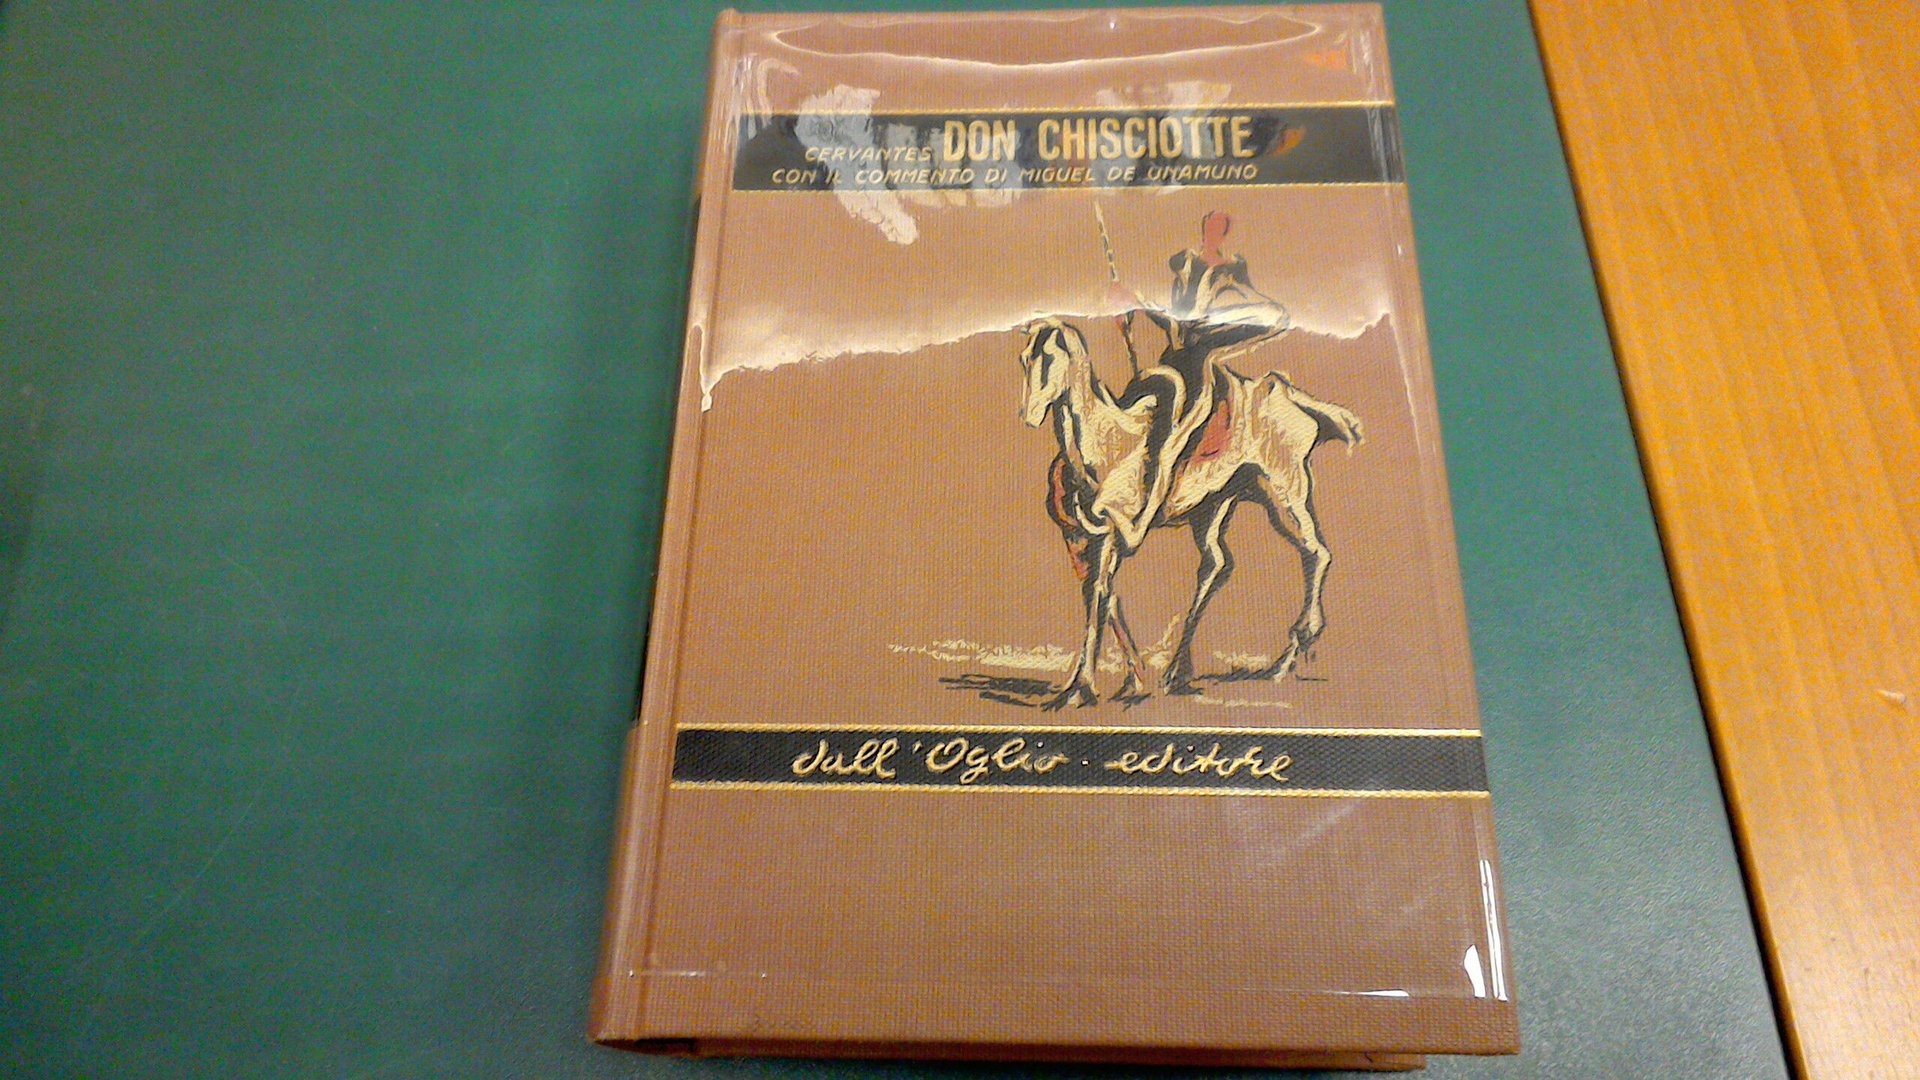 CERVANTES DON CHISCIOTTE
CON IL COMMENTO DI MIGUEL DE UNAMUNO
dall'Oglio · editore